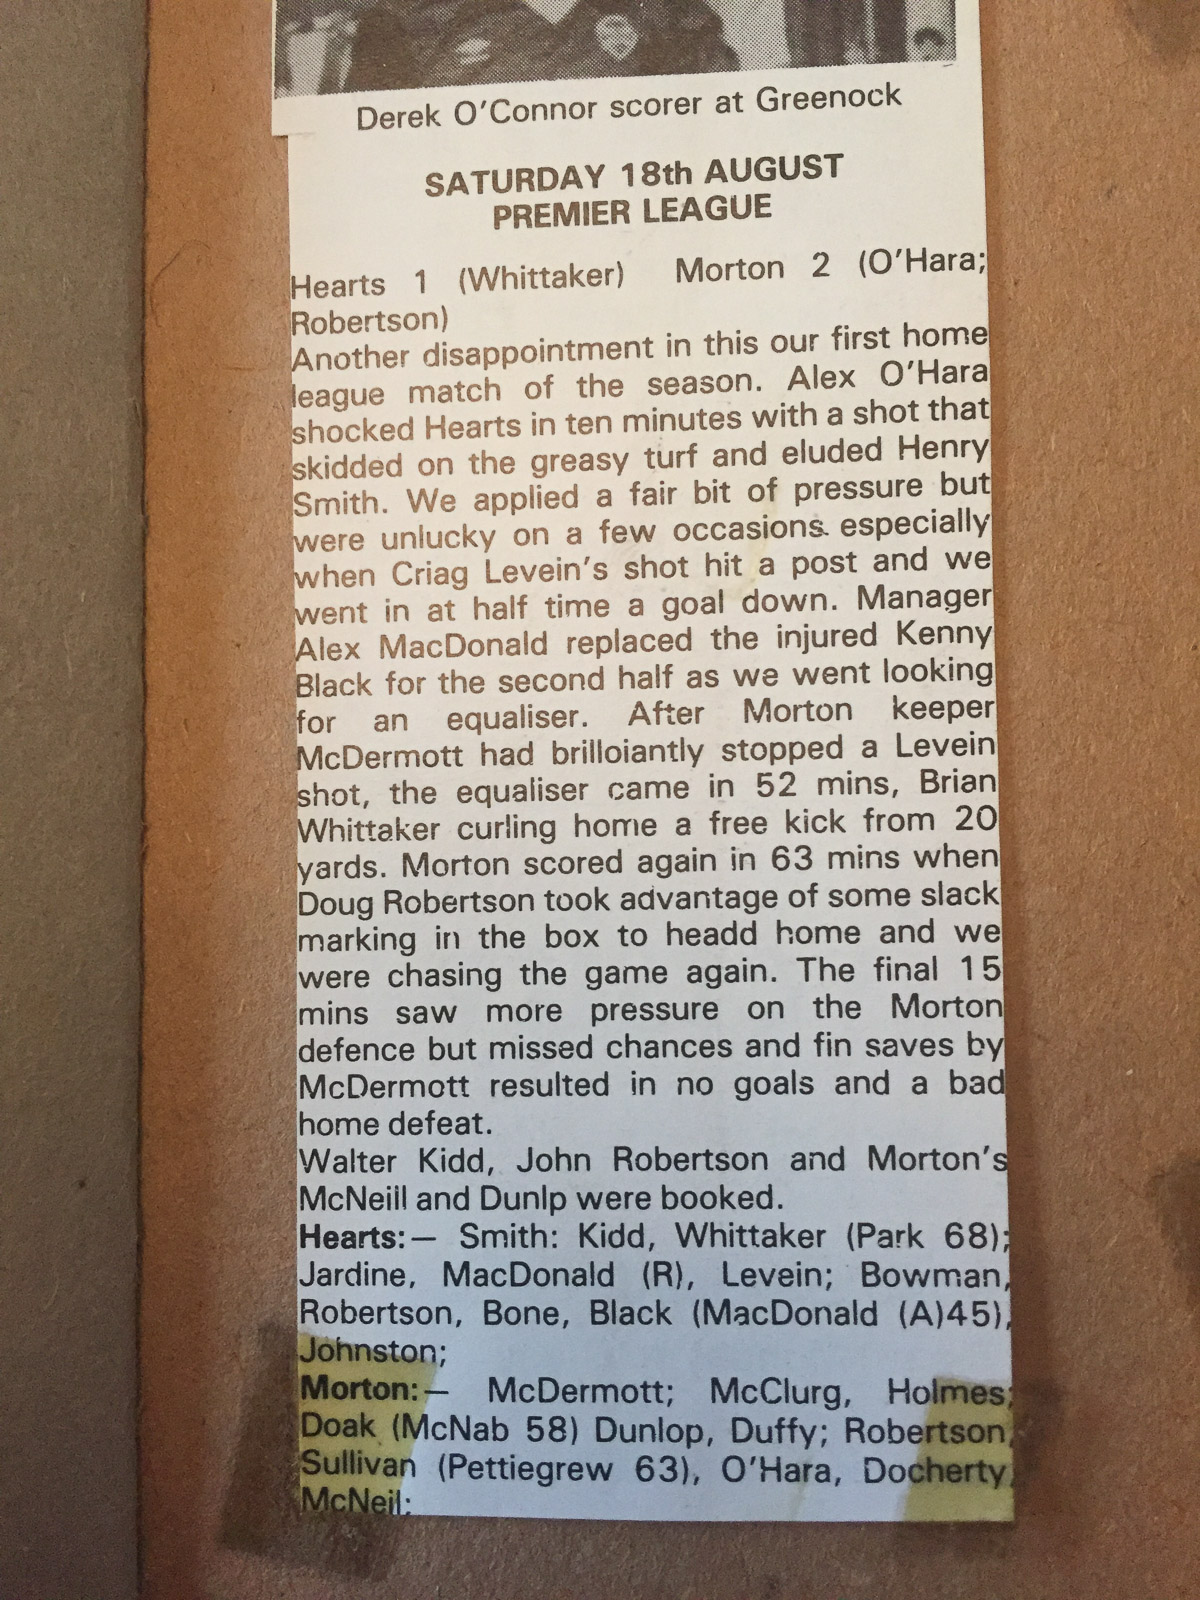 Derek O'Connor scorer at Greenock
SATURDAY 18th AUGUST
PREMIER LEAGUE
Hearts 1 (Whittaker) Morton 2 (O'Hara;
Robertson)
Another disappointment in this our first home
league match of the season. Alex O'Hara
shocked Hearts in ten minutes with a shot that
skidded on the greasy turf and eluded Henry
Smith. We applied a fair bit of pressure but
were unlucky on a few occasions. especially
when Criag Levein's shot hit a post and we
went in at half time a goal down. Manager
Alex MacDonald replaced the injured Kenny
Black for the second half as we went looking
for an equaliser. After Morton keeper
McDermott had brilloiantly stopped a Levein
shot, the equaliser came in 52 mins, Brian
Whittaker curling home a free kick from 20
yards. Morton scored again in 63 mins when
Doug Robertson took advantage of some slack
marking in the box to headd home and we
were chasing the game again. The final 15
mins saw more pressure on the Morton
defence but missed chances and fin saves by
McDermott resulted in no goals and a bad
home defeat.
Walter Kidd, John Robertson and Morton's
McNeill and Dunlp were booked.
Hearts:— Smith: Kidd, Whittaker (Park 68);
Jardine, MacDonald (R), Levein; Bowman,
Robertson, Bone, Black (MacDonald (A)45),
Johnston;
Morton:— McDermott; McClurg, Holmes;
Doak (McNab 58) Dunlop, Duffy; Robertson,
Sullivan (Pettiegrew 63), O'Hara, Docherty,
McNeil;